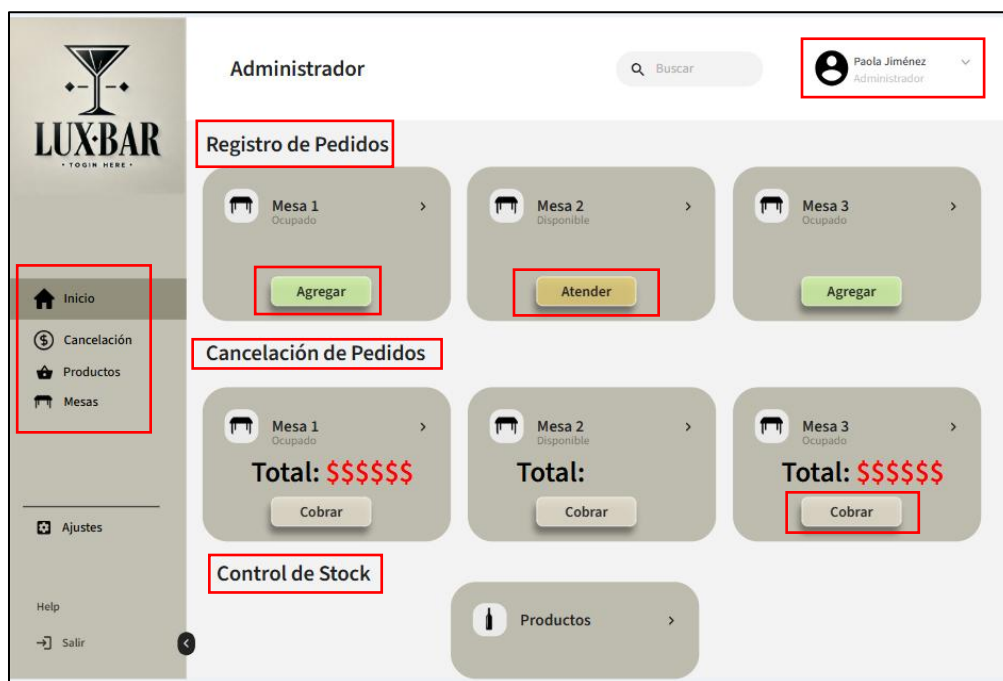 LUX·BAR
· TOGIN HERE ·
Inicio
Cancelación
Productos
Mesas
Ajustes
Help
Salir
Administrador
Buscar
Paola Jiménez
Administrador
Registro de Pedidos
Mesa 1
Ocupado
Agregar
Mesa 2
Disponible
Atender
Mesa 3
Ocupado
Agregar
Cancelación de Pedidos
Mesa 1
Ocupado
Total: $$$$$$
Cobrar
Mesa 2
Disponible
Total:
Cobrar
Mesa 3
Ocupado
Total: $$$$$$
Cobrar
Control de Stock
Productos